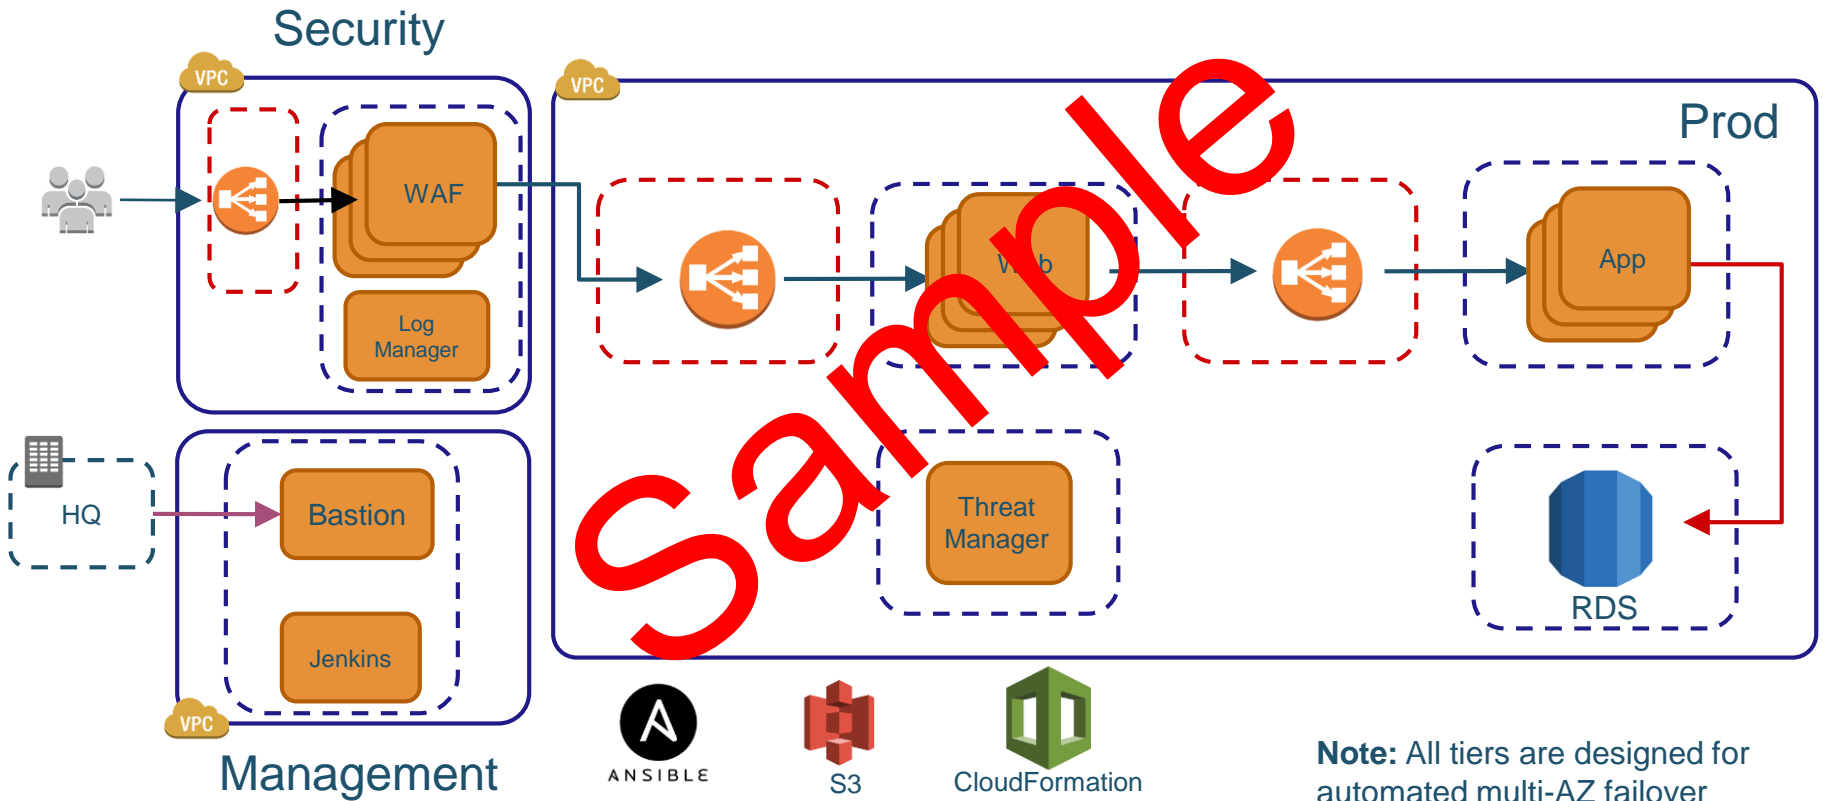 Security
VPC
VPC
Prod
WAF
Web
App
Log
Manager
Sample
HQ
Bastion
Threat
Manager
RDS
Jenkins
VPC
Management
ANSIBLE
S3
CloudFormation
Note: All tiers are designed for
automated multi-AZ failover